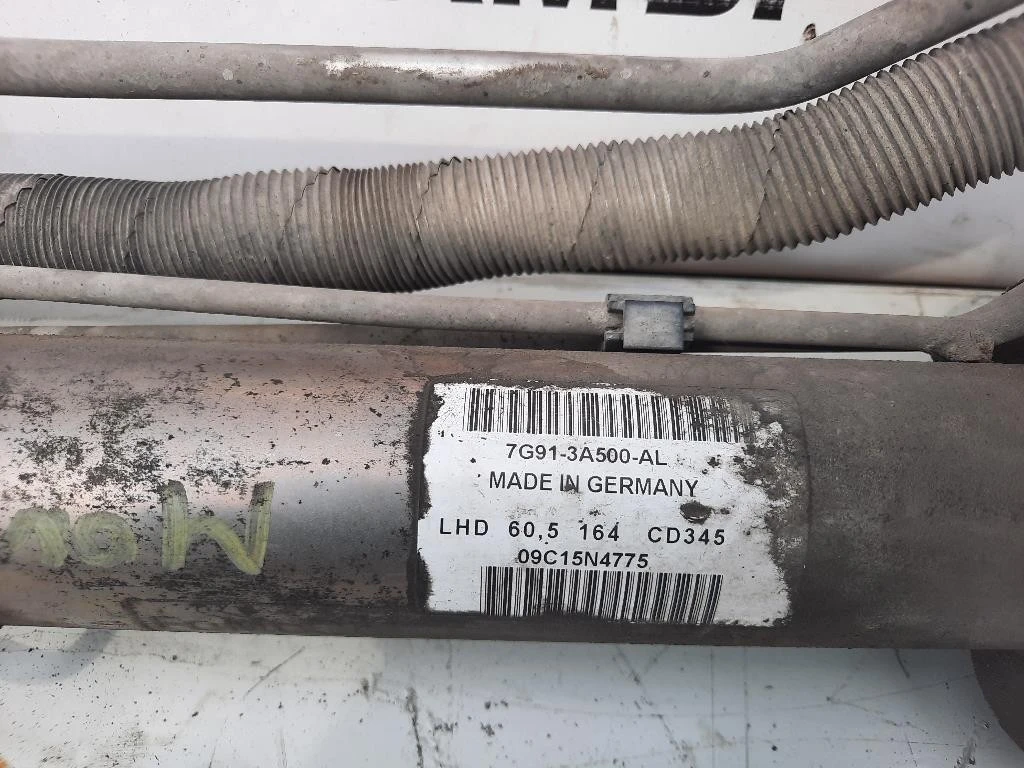 7G91-3A500-AL
MADE IN GERMANY
LHD 60,5 164 CD345
09C15N4775